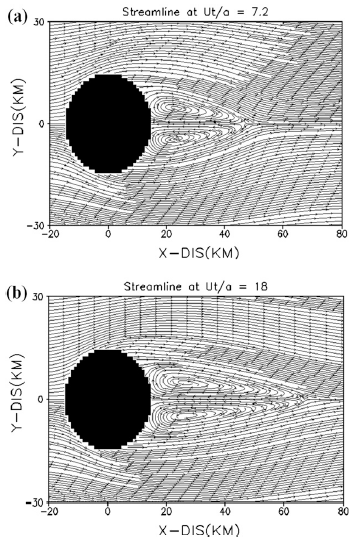 (a)
Streamline at Ut/a = 7.2
30
0
-30
Y-DIS(KM)
-20 0 20 40 60 80
X-DIS(KM)
(b)
Streamline at Ut/a = 18
30
0
-30
Y-DIS(KM)
-20 0 20 40 60 80
X-DIS(KM)